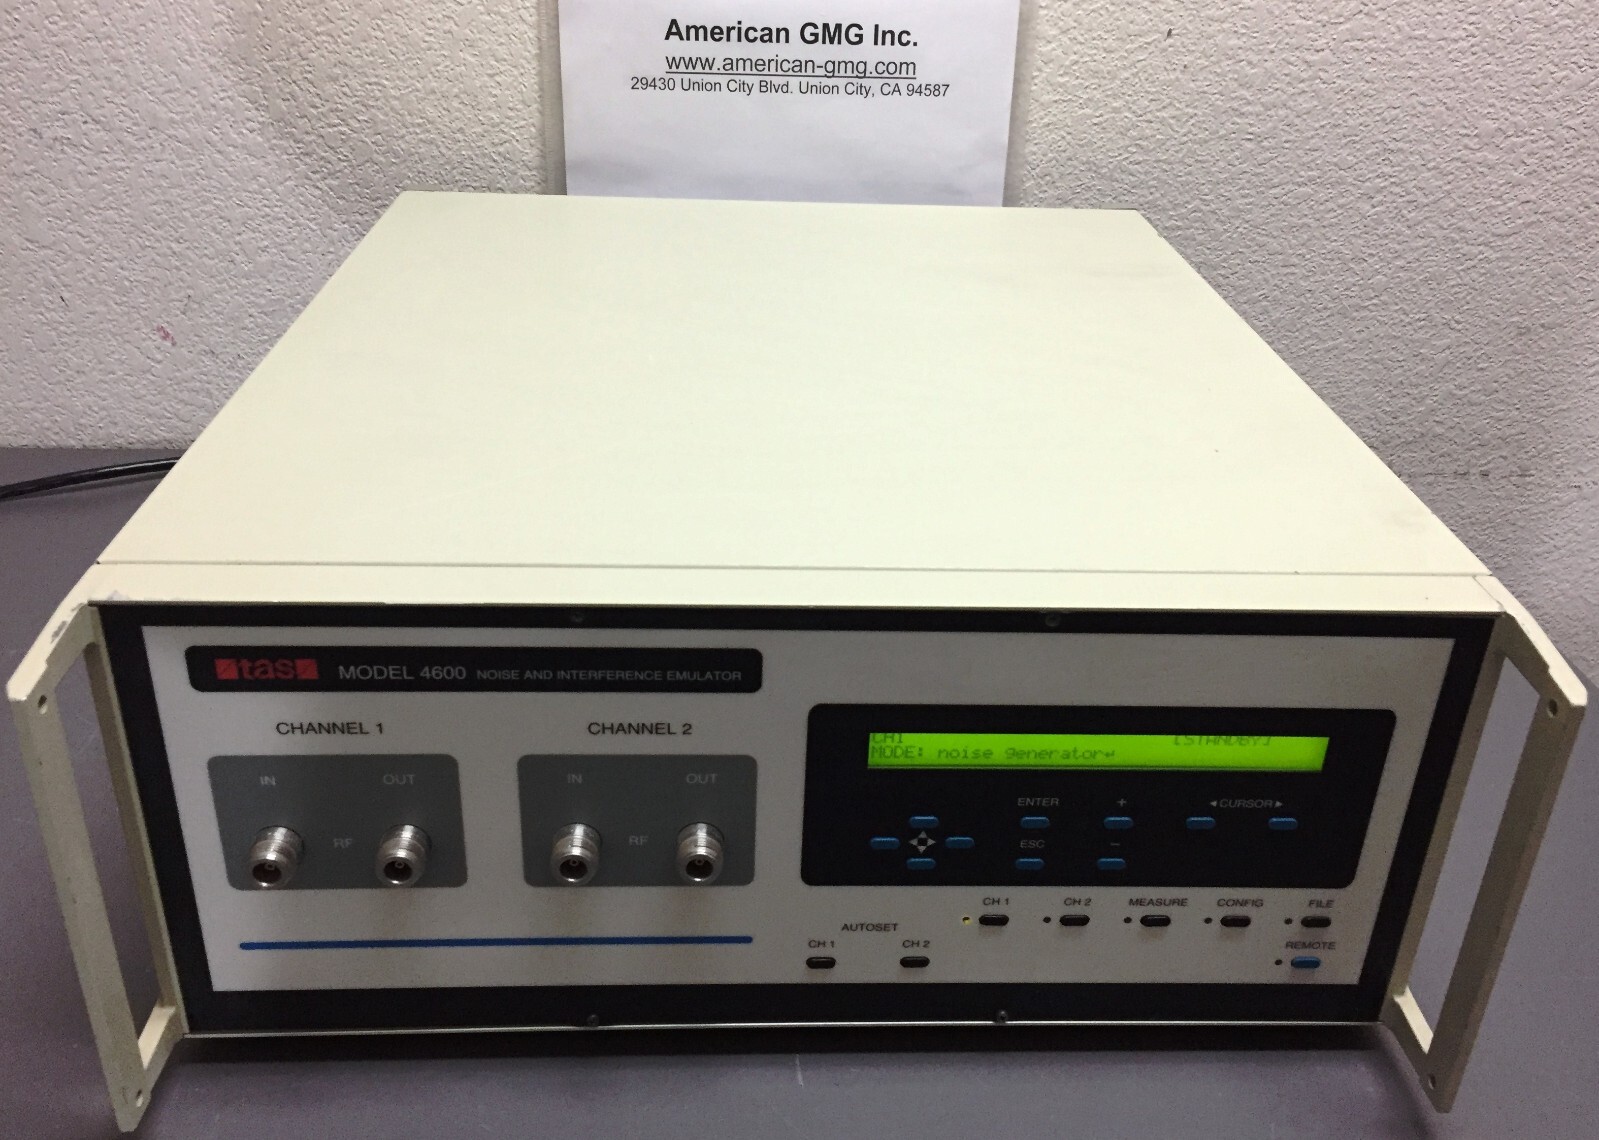 American GMG Inc.
www.american-gmg.com
29430 Union City Blvd. Union City, CA 94587
tas MODEL 4600 NOISE AND INTERFERENCE EMULATOR
CHANNEL 1
CHANNEL 2
IN OUT
RF
IN OUT
RF
CH1 [STANDBY]
MODE: noise generator↵
ENTER + ◄CURSOR►
ESC −
CH 1 CH 2 MEASURE CONFIG FILE
AUTOSET
CH 1 CH 2
REMOTE